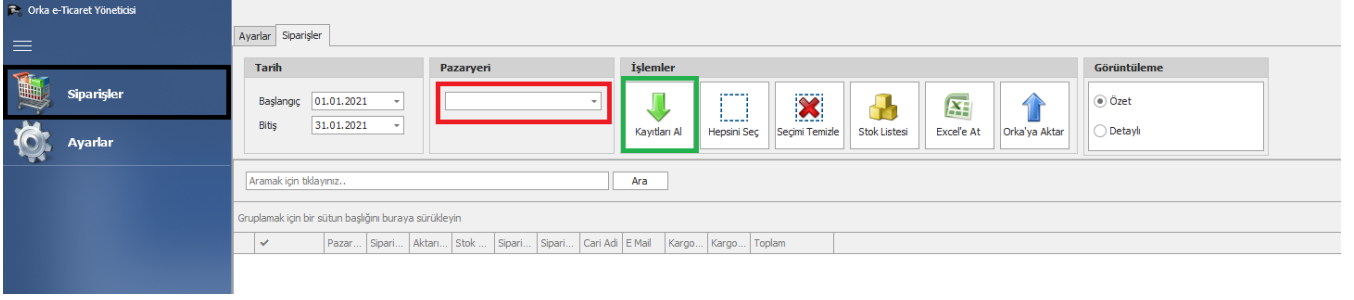 Orka e-Ticaret Yöneticisi
Siparişler
Ayarlar
Ayarlar Siparişler
Tarih
Başlangıç 01.01.2021
Bitiş 31.01.2021
Pazaryeri
İşlemler
Kayıtları Al
Hepsini Seç
Seçimi Temizle
Stok Listesi
Excel'e At
Orka'ya Aktar
Görüntüleme
Özet
Detaylı
Aramak için tıklayınız.. Ara
Gruplamak için bir sütun başlığını buraya sürükleyin
Pazar... Sipari... Aktarı... Stok ... Sipari... Sipari... Cari Adi E Mail Kargo... Kargo... Toplam